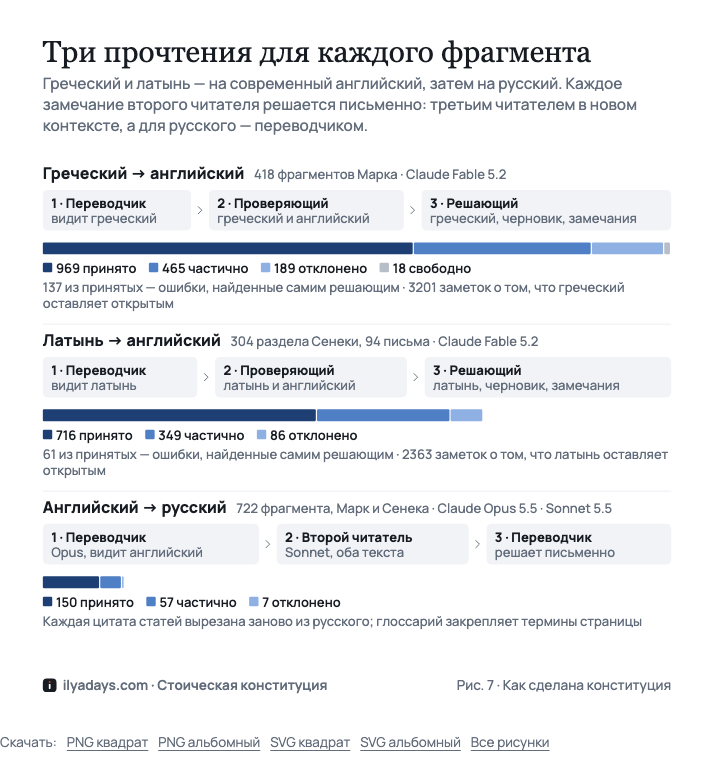 Три прочтения для каждого фрагмента
Греческий и латынь — на современный английский, затем на русский. Каждое
замечание второго читателя решается письменно: третьим читателем в новом
контексте, а для русского — переводчиком.
Греческий → английский 418 фрагментов Марка · Claude Fable 5.2
1 · Переводчик
видит греческий
2 · Проверяющий
греческий и английский
3 · Решающий
греческий, черновик, замечания
969 принято 465 частично 189 отклонено 18 свободно
137 из принятых — ошибки, найденные самим решающим · 3201 заметок о том, что греческий
оставляет открытым
Латынь → английский 304 раздела Сенеки, 94 письма · Claude Fable 5.2
1 · Переводчик
видит латынь
2 · Проверяющий
латынь и английский
3 · Решающий
латынь, черновик, замечания
716 принято 349 частично 86 отклонено
61 из принятых — ошибки, найденные самим решающим · 2363 заметок о том, что латынь оставляет
открытым
Английский → русский 722 фрагмента, Марк и Сенека · Claude Opus 5.5 · Sonnet 5.5
1 · Переводчик
Opus, видит английский
2 · Второй читатель
Sonnet, оба текста
3 · Переводчик
решает письменно
150 принято 57 частично 7 отклонено
Каждая цитата статей вырезана заново из русского; глоссарий закрепляет термины страницы
ilyadays.com · Стоическая конституция
Рис. 7 · Как сделана конституция
Скачать: PNG квадрат PNG альбомный SVG квадрат SVG альбомный Все рисунки